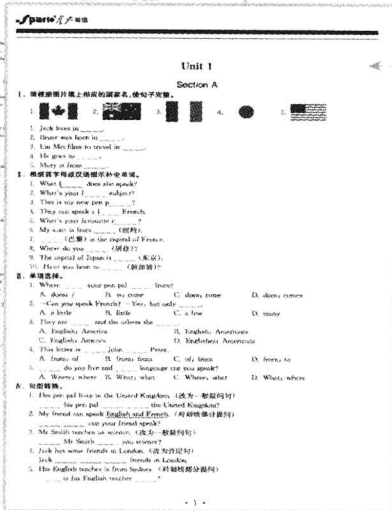 Sparke 星火英语
Unit 1
Section A
Ⅰ. 请根据图片填上相应的国家名,使句子完整。
1. 2. 3. 4. 5.
1. Jack lives in ______.
2. Bruce was born in ______.
3. Liu Mei likes to travel in ______.
4. He goes to ______.
5. Mary is from ______.
Ⅱ. 根据首字母或汉语提示补全单词。
1. What l______ does she speak?
2. What's your f______ subject?
3. This is my new pen p______?
4. They can speak a l______ French.
5. What's your favourite c______?
6. My aunt is from ______ (纽约).
7. ______ (巴黎) is the capital of France.
8. Where do you ______ (居住)?
9. The capital of Japan is ______ (东京).
10. Have you been to ______ (新加坡)?
Ⅲ. 单项选择。
1. Where ______ your pen pal ______ from?
A. does; / B. is; come C. does; come D. does; comes
2. —Can you speak French? — Yes, but only ______.
A. a little B. little C. a few D. many
3. They are ______ and the others the ______.
A. English; America B. English; Americans
C. English; America D. Englishes; Americans
4. This letter is ______ John ______ Peter.
A. from; of B. from; from C. of; from D. from; to
5. ______ do you live and ______ language can you speak?
A. Where; where B. What; what C. Where; what D. What; where
Ⅳ. 句型转换。
1. His pen pal lives in the United Kingdom. (改为一般疑问句)
______ his pen pal ______ ______ the United Kingdom?
2. My friend can speak English and French. (对划线部分提问)
______ ______ can your friend speak?
3. Mr Smith teaches us science. (改为一般疑问句)
______ Mr Smith ______ you science?
4. Jack has some friends in London. (改为否定句)
Jack ______ ______ ______ friends in London.
5. His English teacher is from Sydney. (对划线部分提问)
______ is his English teacher ______?
· 1 ·